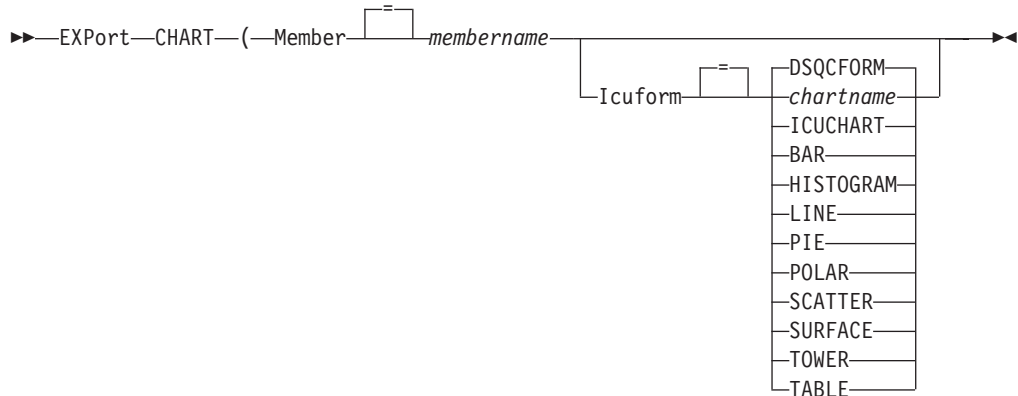 =
EXPort CHART ( Member membername
= DSQCFORM
Icuform chartname
ICUCHART
BAR
HISTOGRAM
LINE
PIE
POLAR
SCATTER
SURFACE
TOWER
TABLE